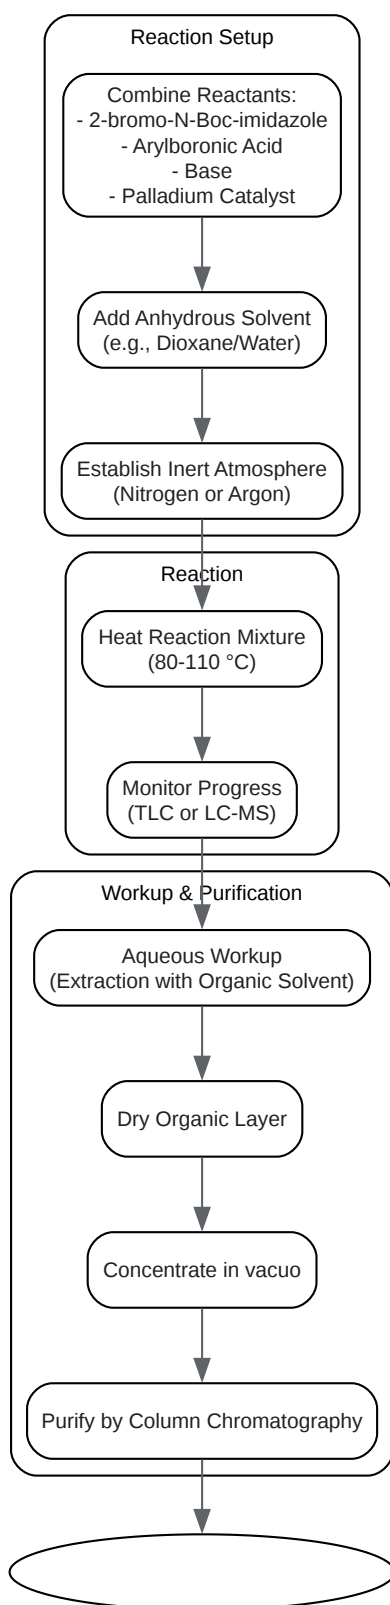 Reaction Setup
Combine Reactants:
- 2-bromo-N-Boc-imidazole
- Arylboronic Acid
- Base
- Palladium Catalyst
Add Anhydrous Solvent
(e.g., Dioxane/Water)
Establish Inert Atmosphere
(Nitrogen or Argon)
Reaction
Heat Reaction Mixture
(80-110 °C)
Monitor Progress
(TLC or LC-MS)
Workup & Purification
Aqueous Workup
(Extraction with Organic Solvent)
Dry Organic Layer
Concentrate in vacuo
Purify by Column Chromatography